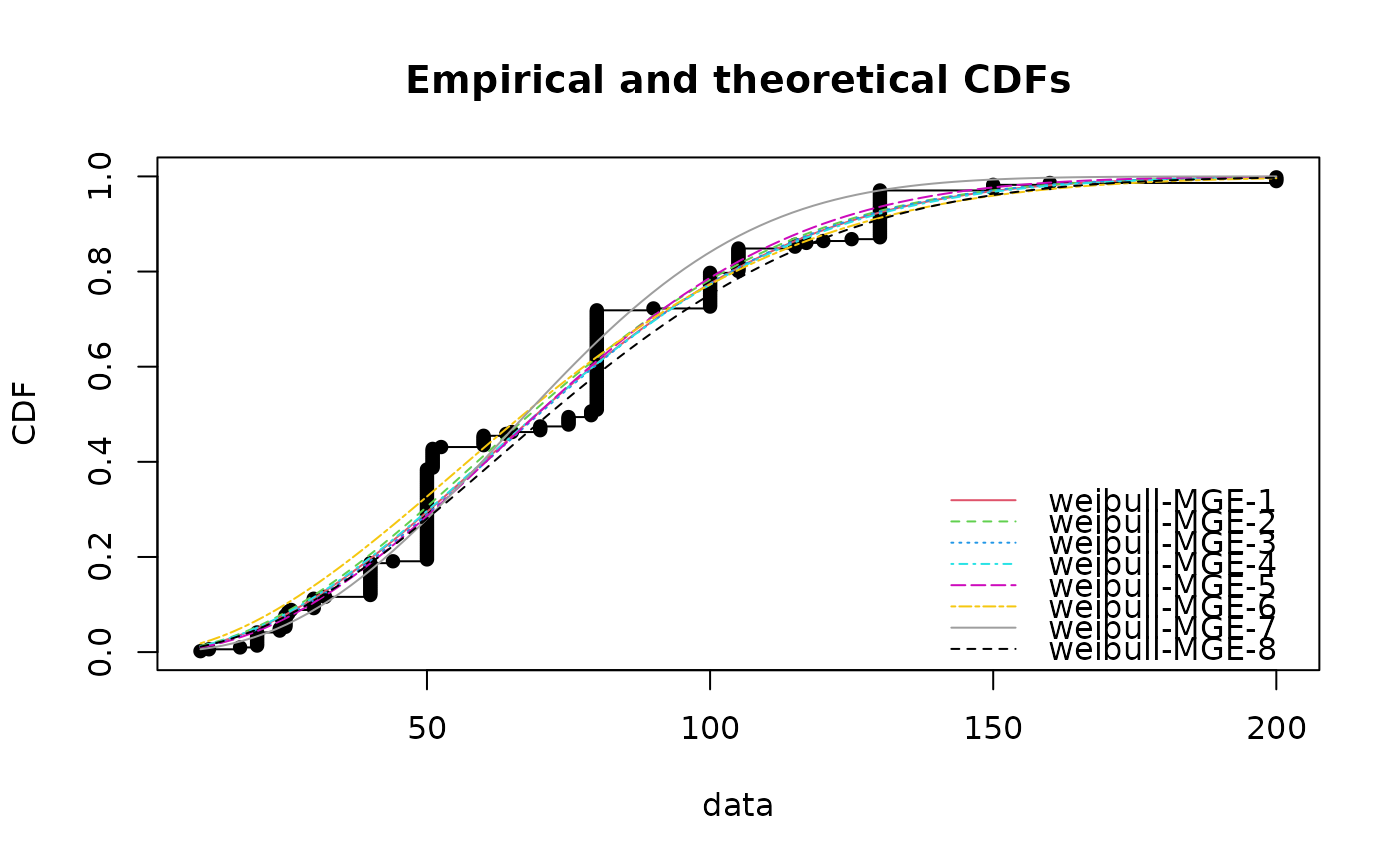 Empirical and theoretical CDFs
CDF
0.0
0.2
0.4
0.6
0.8
1.0
50
100
150
200
data
weibull-MGE-1
weibull-MGE-2
weibull-MGE-3
weibull-MGE-4
weibull-MGE-5
weibull-MGE-6
weibull-MGE-7
weibull-MGE-8